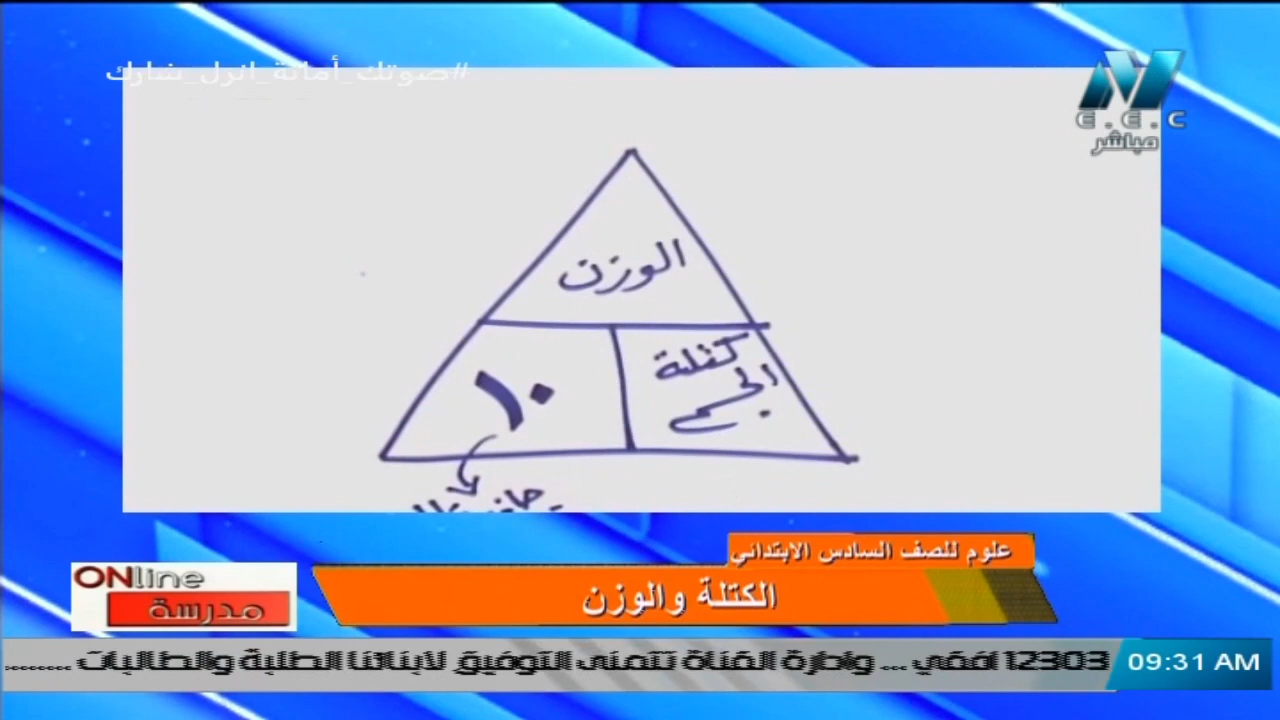 #صوتك_أمانة_انزل_شارك
E.E.C
مباشر
الوزن
كتلة
الجسم
١٠
علوم للصف السادس الابتدائي
الكتلة والوزن
ONline
مدرسة
12303 افقي ... وإدارة القناة تتمنى التوفيق لابنائنا الطلبة والطالبات ........
09:31 AM